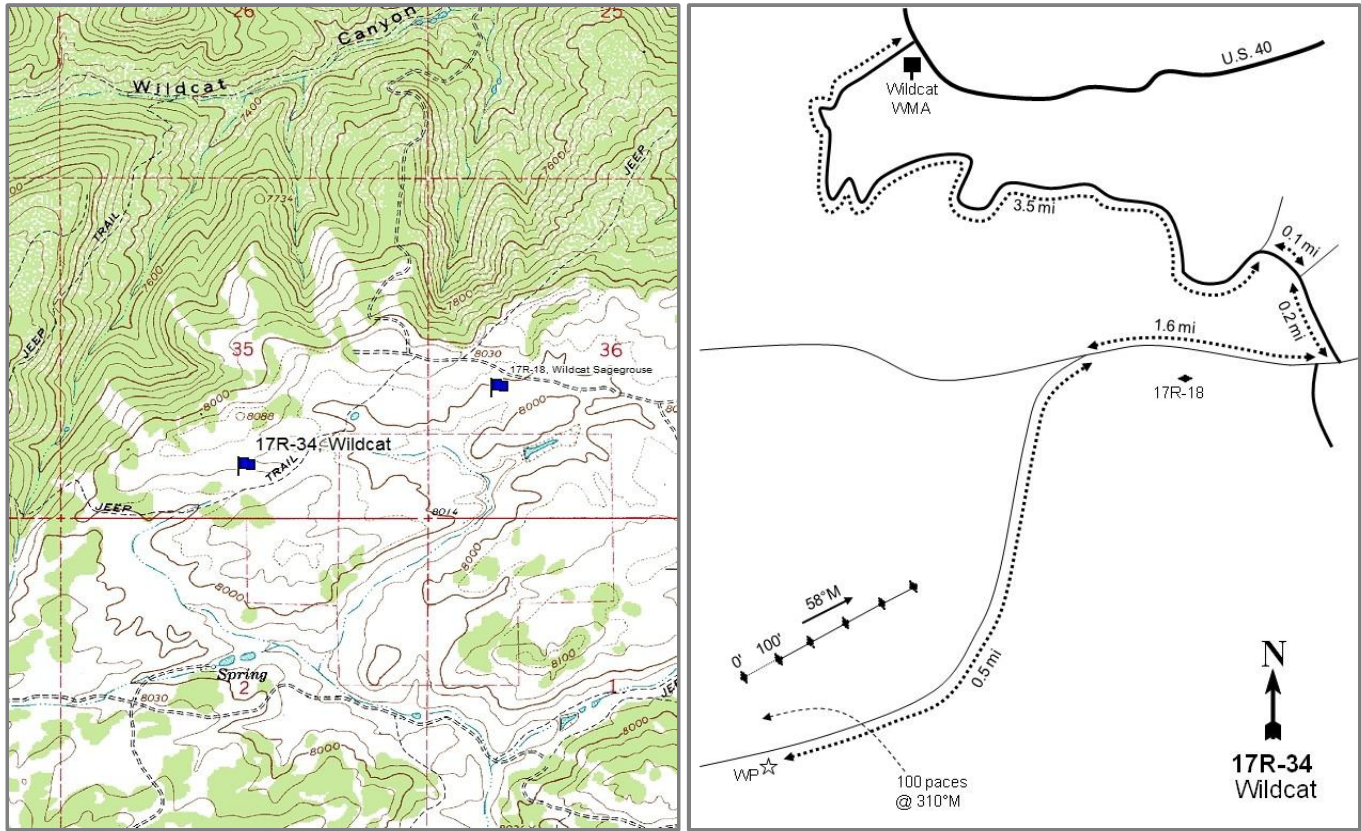 26
25
Wildcat Canyon
7400
JEEP
7600
7734
TRAIL
7600
7800
JEEP
35
36
8030
17R-18, Wildcat Sagegrouse
8000
8000
8088
17R-34, Wildcat
TRAIL
JEEP
8014
8000
8000
8100
Spring
2
1
8030
8000
8000
U.S. 40
Wildcat
WMA
3.5 mi
0.1 mi
0.2 mi
1.6 mi
17R-18
58°M
0'
100'
0.5 mi
WP
100 paces
@ 310°M
N
17R-34
Wildcat